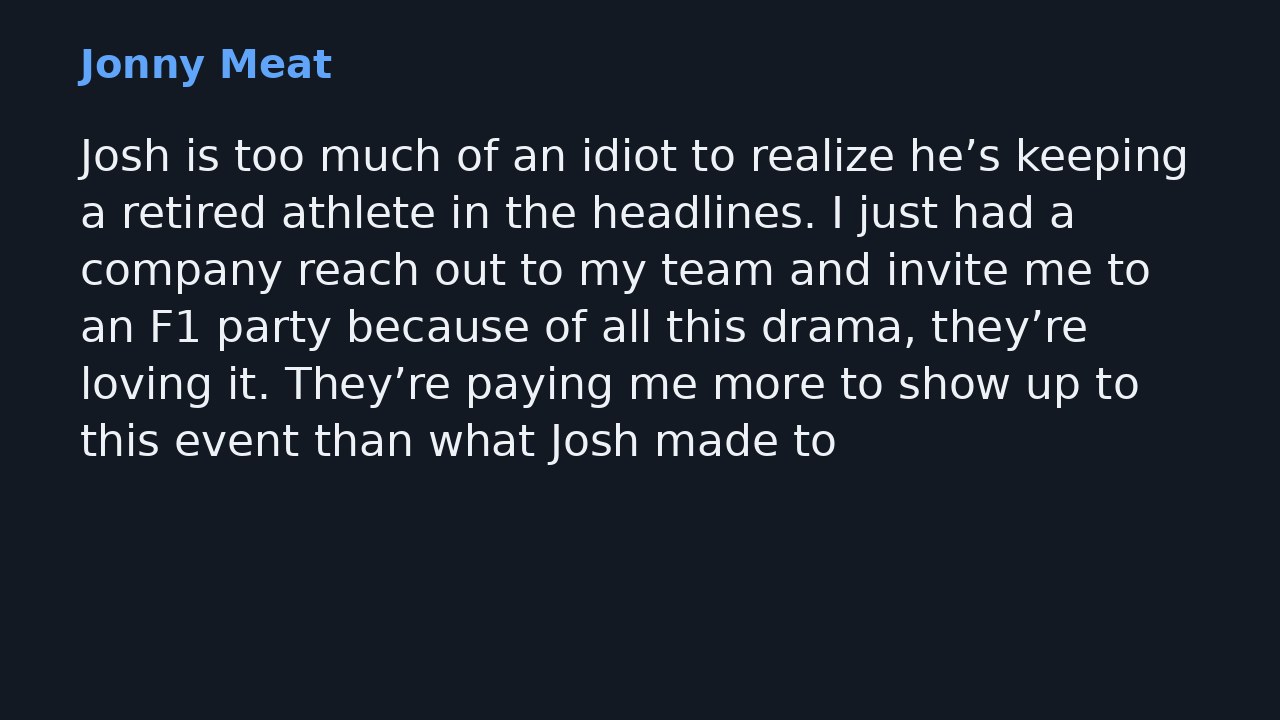 Jonny Meat
Josh is too much of an idiot to realize he’s keeping
a retired athlete in the headlines. I just had a
company reach out to my team and invite me to
an F1 party because of all this drama, they’re
loving it. They’re paying me more to show up to
this event than what Josh made to